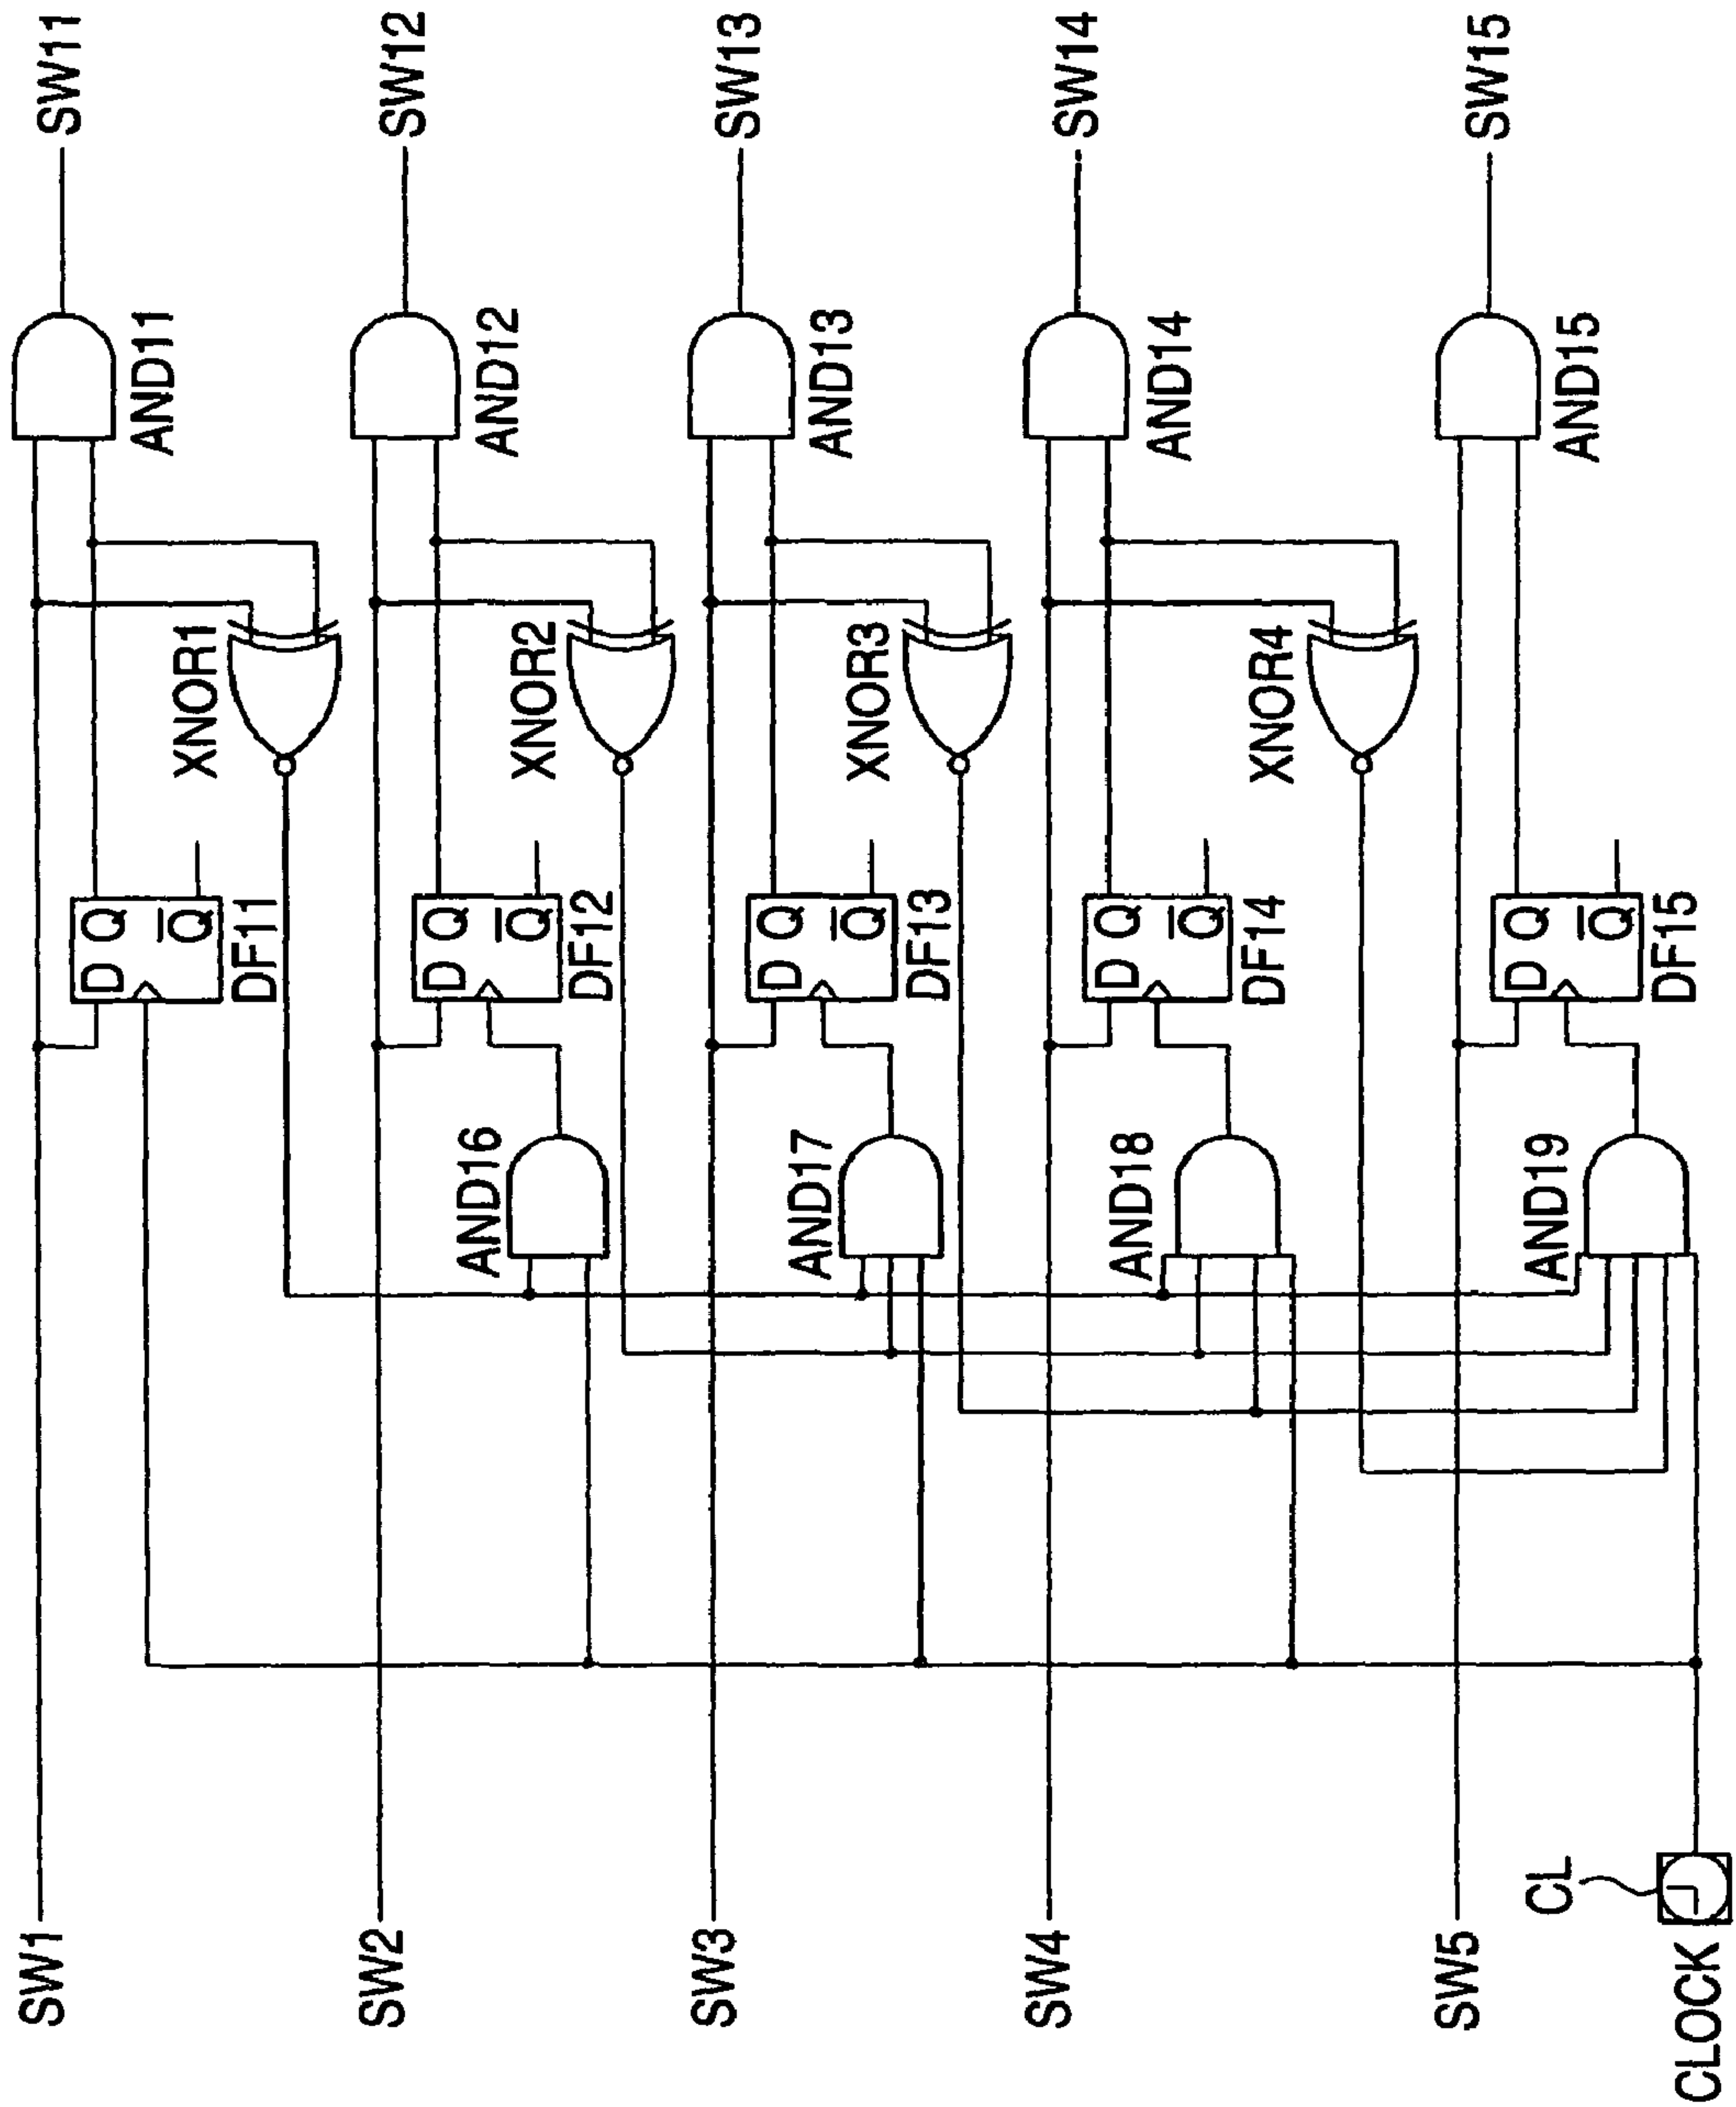 SW1
SW11
AND11
XNOR1
D Q
Q
DF11
SW2
SW12
AND12
XNOR2
D Q
Q
DF12
AND16
SW3
SW13
AND13
XNOR3
D Q
Q
DF13
AND17
SW4
SW14
AND14
XNOR4
D Q
Q
DF14
AND18
SW5
SW15
AND15
D Q
Q
DF15
AND19
CL
CLOCK